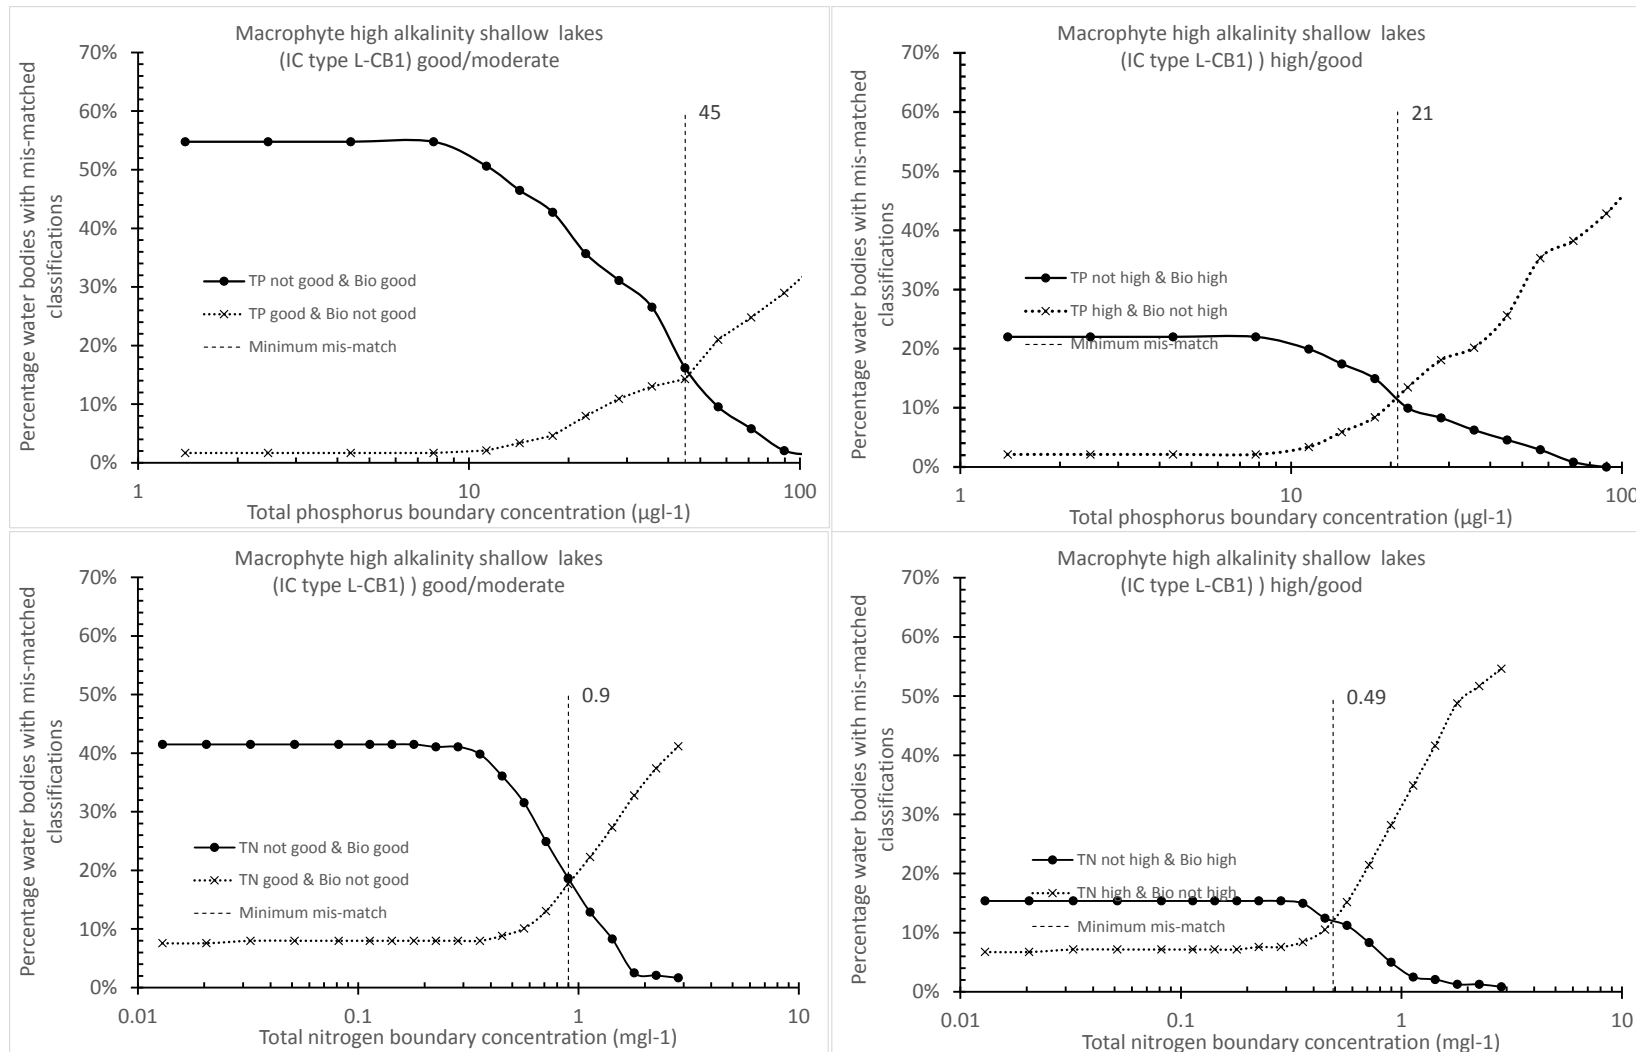 Macrophyte high alkalinity shallow lakes
(IC type L-CB1) good/moderate
70%
60%
50%
40%
30%
20%
10%
0%
Percentage water bodies with mis-matched
classifications
45
TP not good & Bio good
TP good & Bio not good
Minimum mis-match
1
10
100
Total phosphorus boundary concentration (µgl-1)
Macrophyte high alkalinity shallow lakes
(IC type L-CB1) ) high/good
70%
60%
50%
40%
30%
20%
10%
0%
Percentage water bodies with mis-matched
classifications
21
TP not high & Bio high
TP high & Bio not high
Minimum mis-match
1
10
100
Total phosphorus boundary concentration (µgl-1)
Macrophyte high alkalinity shallow lakes
(IC type L-CB1) ) good/moderate
70%
60%
50%
40%
30%
20%
10%
0%
Percentage water bodies with mis-matched
classifications
0.9
TN not good & Bio good
TN good & Bio not good
Minimum mis-match
0.01
0.1
1
10
Total nitrogen boundary concentration (mgl-1)
Macrophyte high alkalinity shallow lakes
(IC type L-CB1) ) high/good
70%
60%
50%
40%
30%
20%
10%
0%
Percentage water bodies with mis-matched
classifications
0.49
TN not high & Bio high
TN high & Bio not high
Minimum mis-match
0.01
0.1
1
10
Total nitrogen boundary concentration (mgl-1)